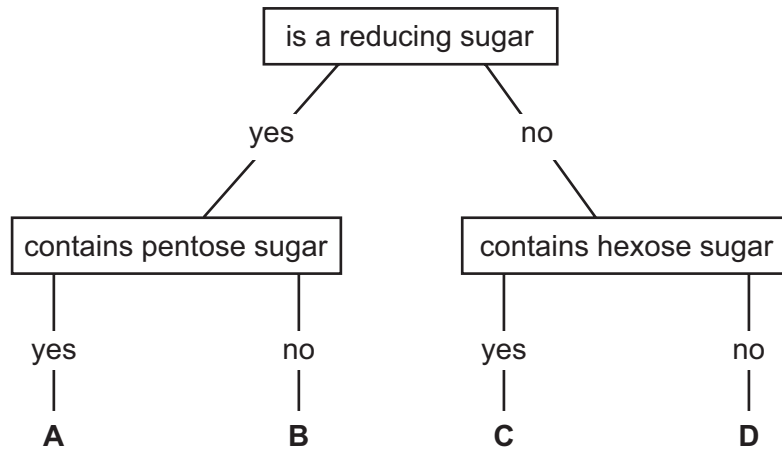 is a reducing sugar
yes
no
contains pentose sugar
contains hexose sugar
yes
no
yes
no
A
B
C
D